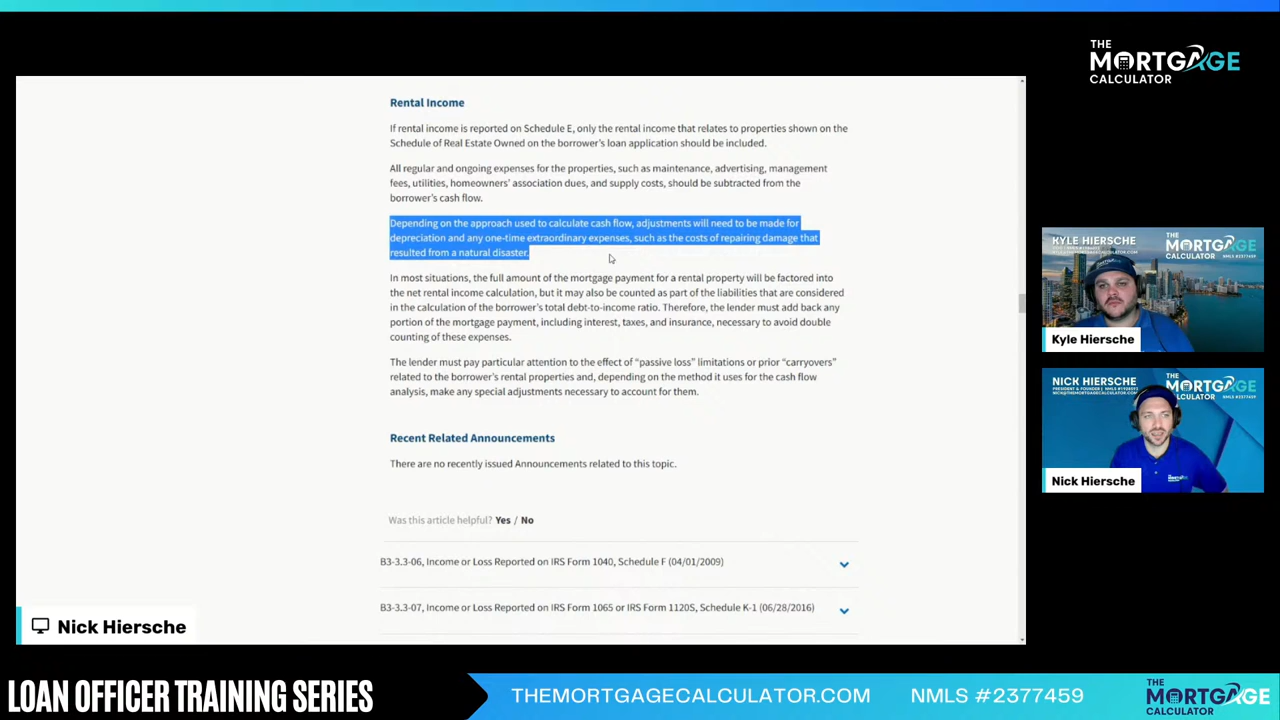 THE
MORTGAGE
CALCULATOR
Rental Income
If rental income is reported on Schedule E, only the rental income that relates to properties shown on the
Schedule of Real Estate Owned on the borrower's loan application should be included.
All regular and ongoing expenses for the properties, such as maintenance, advertising, management
fees, utilities, homeowners' association dues, and supply costs, should be subtracted from the
borrower's cash flow.
Depending on the approach used to calculate cash flow, adjustments will need to be made for
depreciation and any one-time extraordinary expenses, such as the costs of repairing damage that
resulted from a natural disaster.
In most situations, the full amount of the mortgage payment for a rental property will be factored into
the net rental income calculation, but it may also be counted as part of the liabilities that are considered
in the calculation of the borrower's total debt-to-income ratio. Therefore, the lender must add back any
portion of the mortgage payment, including interest, taxes, and insurance, necessary to avoid double
counting of these expenses.
The lender must pay particular attention to the effect of “passive loss” limitations or prior “carryovers”
related to the borrower's rental properties and, depending on the method it uses for the cash flow
analysis, make any special adjustments necessary to account for them.
Recent Related Announcements
There are no recently issued Announcements related to this topic.
Was this article helpful? Yes / No
B3-3.3-06, Income or Loss Reported on IRS Form 1040, Schedule F (04/01/2009)
B3-3.3-07, Income or Loss Reported on IRS Form 1065 or IRS Form 1120S, Schedule K-1 (06/28/2016)
Nick Hiersche
KYLE HIERSCHE
THE
MORTGAGE
CALCULATOR
NMLS #2377459
Kyle Hiersche
NICK HIERSCHE
PRESIDENT & FOUNDER
THE
MORTGAGE
CALCULATOR
NMLS #2377459
Nick Hiersche
LOAN OFFICER TRAINING SERIES
THEMORTGAGECALCULATOR.COM
NMLS #2377459
THE
MORTGAGE
CALCULATOR